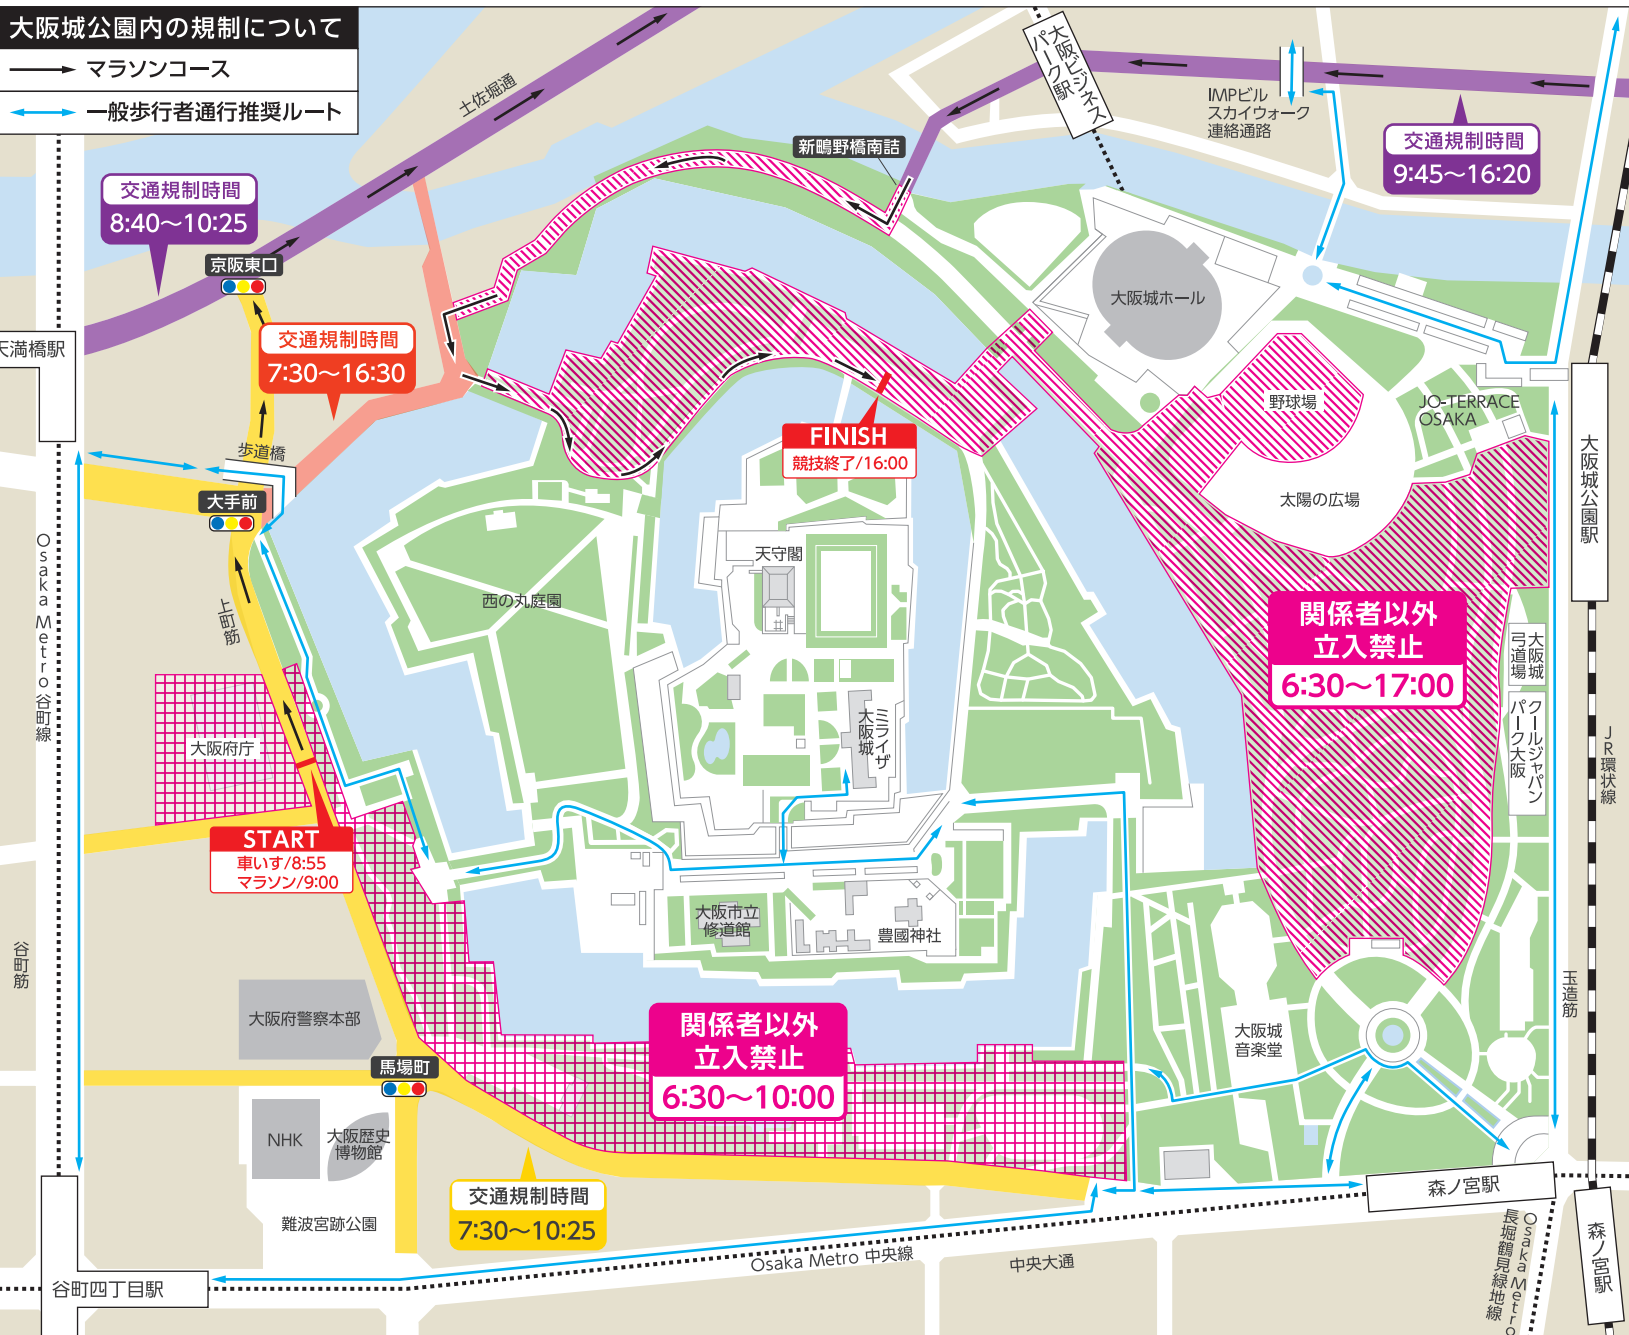 大阪城公園内の規制について
マラソンコース
一般歩行者通行推奨ルート
土佐堀通
大阪ビジネス
パーク駅
IMPビル
スカイウォーク
連絡通路
交通規制時間
9:45〜16:20
新鴫野橋南詰
交通規制時間
8:40〜10:25
京阪東口
天満橋駅
交通規制時間
7:30〜16:30
歩道橋
大手前
大阪城ホール
野球場
JO-TERRACE
OSAKA
太陽の広場
大阪城公園駅
FINISH
競技終了/16:00
天守閣
西の丸庭園
上町筋
Osaka Metro 谷町線
関係者以外
立入禁止
6:30〜17:00
大阪城
弓道場
クールジャパン
パーク大阪
JR環状線
大阪府庁
ミライザ
大阪城
START
車いす/8:55
マラソン/9:00
大阪市立
修道館
豊國神社
谷町筋
玉造筋
大阪府警察本部
馬場町
関係者以外
立入禁止
6:30〜10:00
大阪城
音楽堂
NHK
大阪歴史
博物館
難波宮跡公園
交通規制時間
7:30〜10:25
森ノ宮駅
谷町四丁目駅
Osaka Metro 中央線
中央大通
Osaka Metro
長堀鶴見緑地線
森ノ宮駅